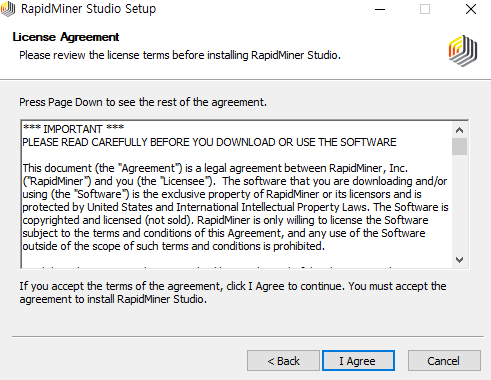 RapidMiner Studio Setup
License Agreement
Please review the license terms before installing RapidMiner Studio.
Press Page Down to see the rest of the agreement.
*** IMPORTANT ***
PLEASE READ CAREFULLY BEFORE YOU DOWNLOAD OR USE THE SOFTWARE
This document (the "Agreement") is a legal agreement between RapidMiner, Inc.
("RapidMiner") and you (the "Licensee").  The software that you are downloading and/or
using (the "Software") is the exclusive property of RapidMiner or its licensors and is
protected by United States and International Intellectual Property Laws. The Software is
copyrighted and licensed (not sold). RapidMiner is only willing to license the Software
subject to the terms and conditions of this Agreement, and any use of the Software
outside of the scope of such terms and conditions is prohibited.
If you accept the terms of the agreement, click I Agree to continue. You must accept the
agreement to install RapidMiner Studio.
< Back
I Agree
Cancel